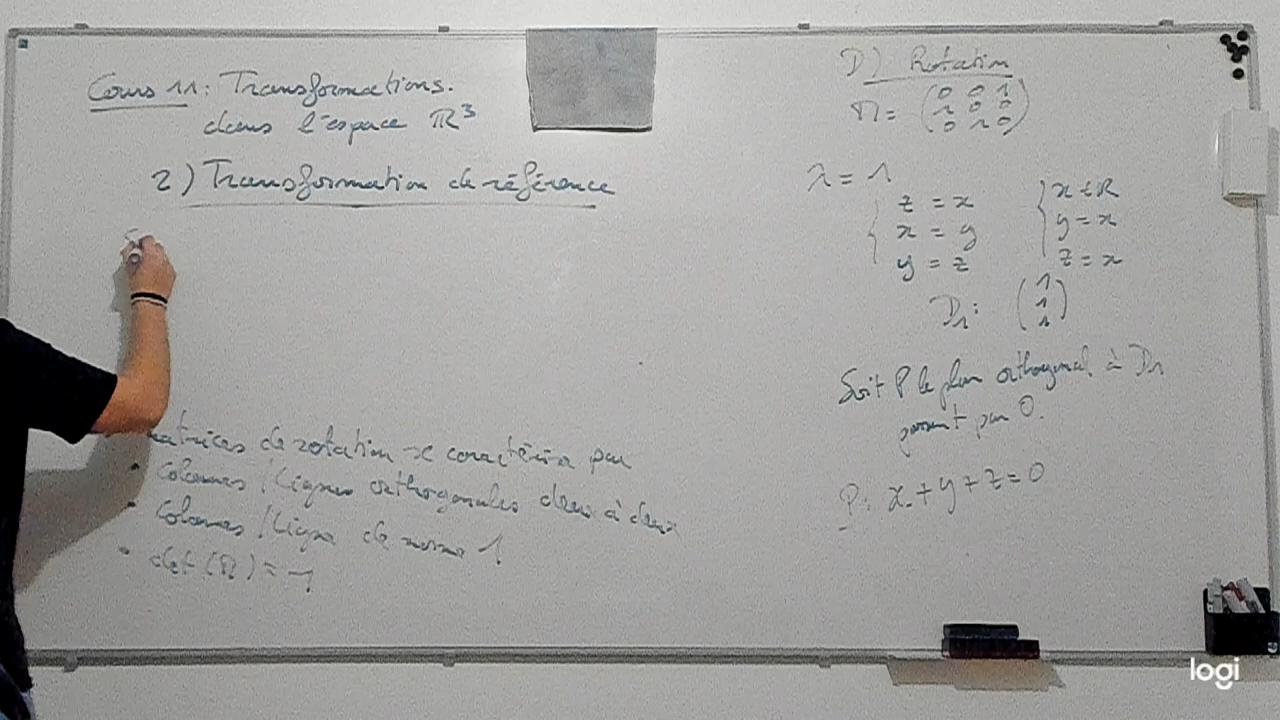 Cours 11: Transformations.
dans l'espace ℝ³
2) Transformation de référence
matrices de rotation se caractérise par
• Colonnes / Lignes orthogonales deux à deux
• Colonnes / Ligne de norme 1
• det(M) = 1
D) Rotation
M = (0 0 1
1 0 0
0 1 0)
λ = 1
{ z = x { x ∈ ℝ
x = y y = x
y = z z = x
D₁: (1
1
1)
Soit P le plan orthogonal à D₁
passant par O.
P: x + y + z = 0
logi